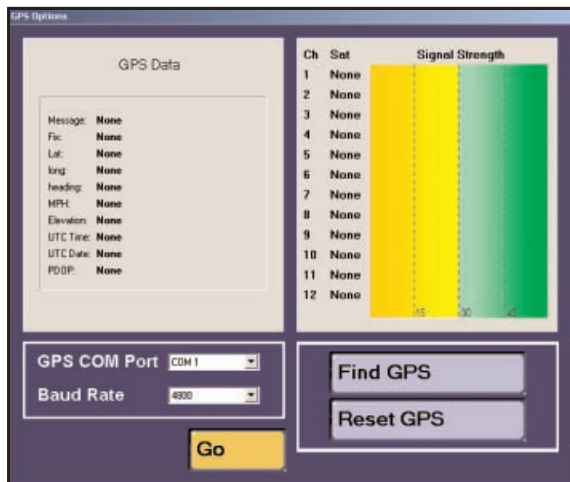 GPS Options
GPS Data
Message: None
Fix: None
Lat: None
long: None
heading: None
MPH: None
Elevation: None
UTC Time: None
UTC Date: None
PDOP: None
Ch Sat Signal Strength
1 None
2 None
3 None
4 None
5 None
6 None
7 None
8 None
9 None
10 None
11 None
12 None
15 30 45
GPS COM Port COM 1
Baud Rate 4800
Find GPS
Reset GPS
Go